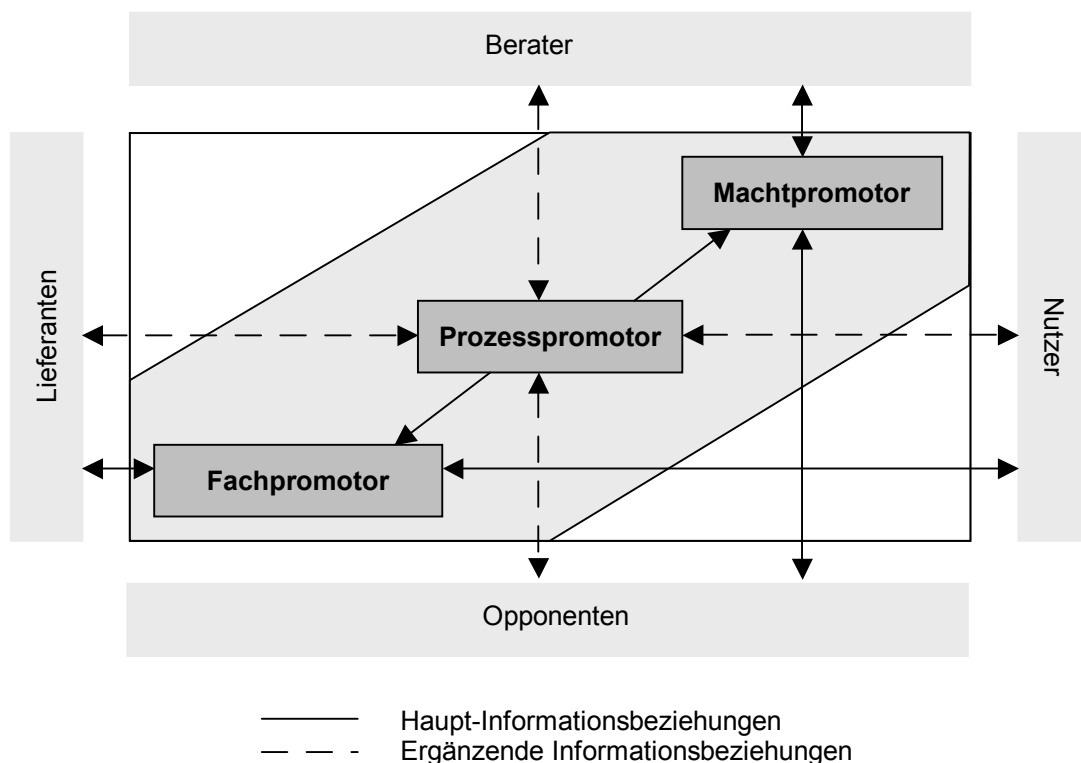 Berater
Machtpromotor
Lieferanten
Prozesspromotor
Nutzer
Fachpromotor
Opponenten
Haupt-Informationsbeziehungen
Ergänzende Informationsbeziehungen